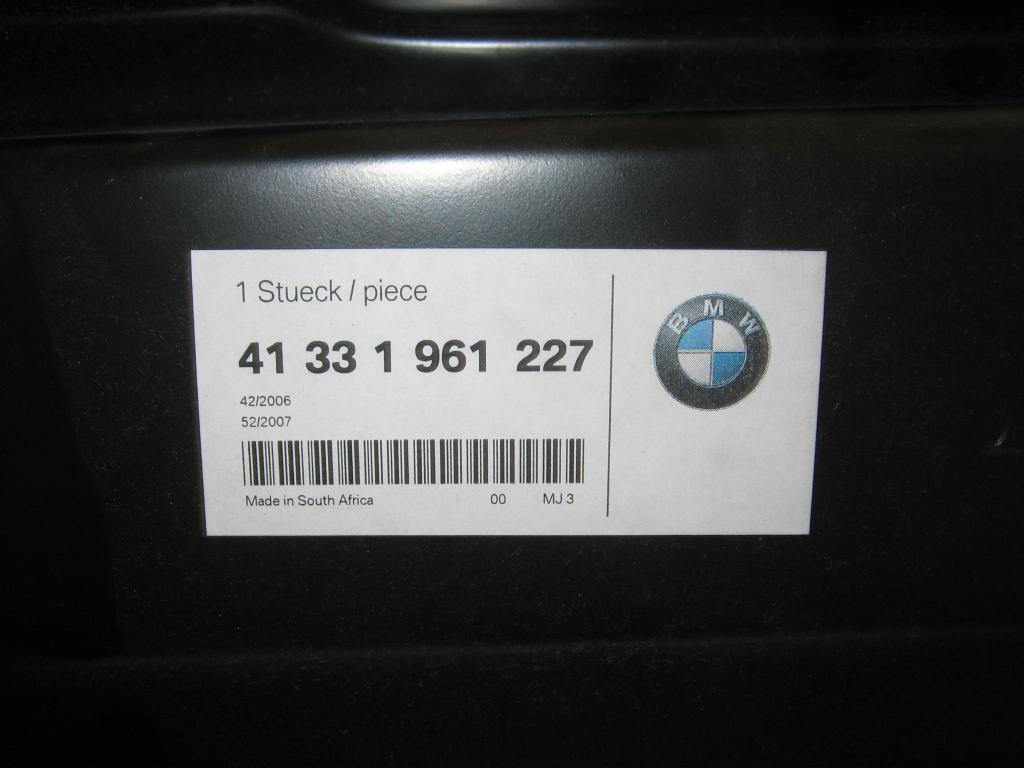 1 Stueck / piece
41 33 1 961 227
42/2006
52/2007
Made in South Africa 00 MJ 3
BMW